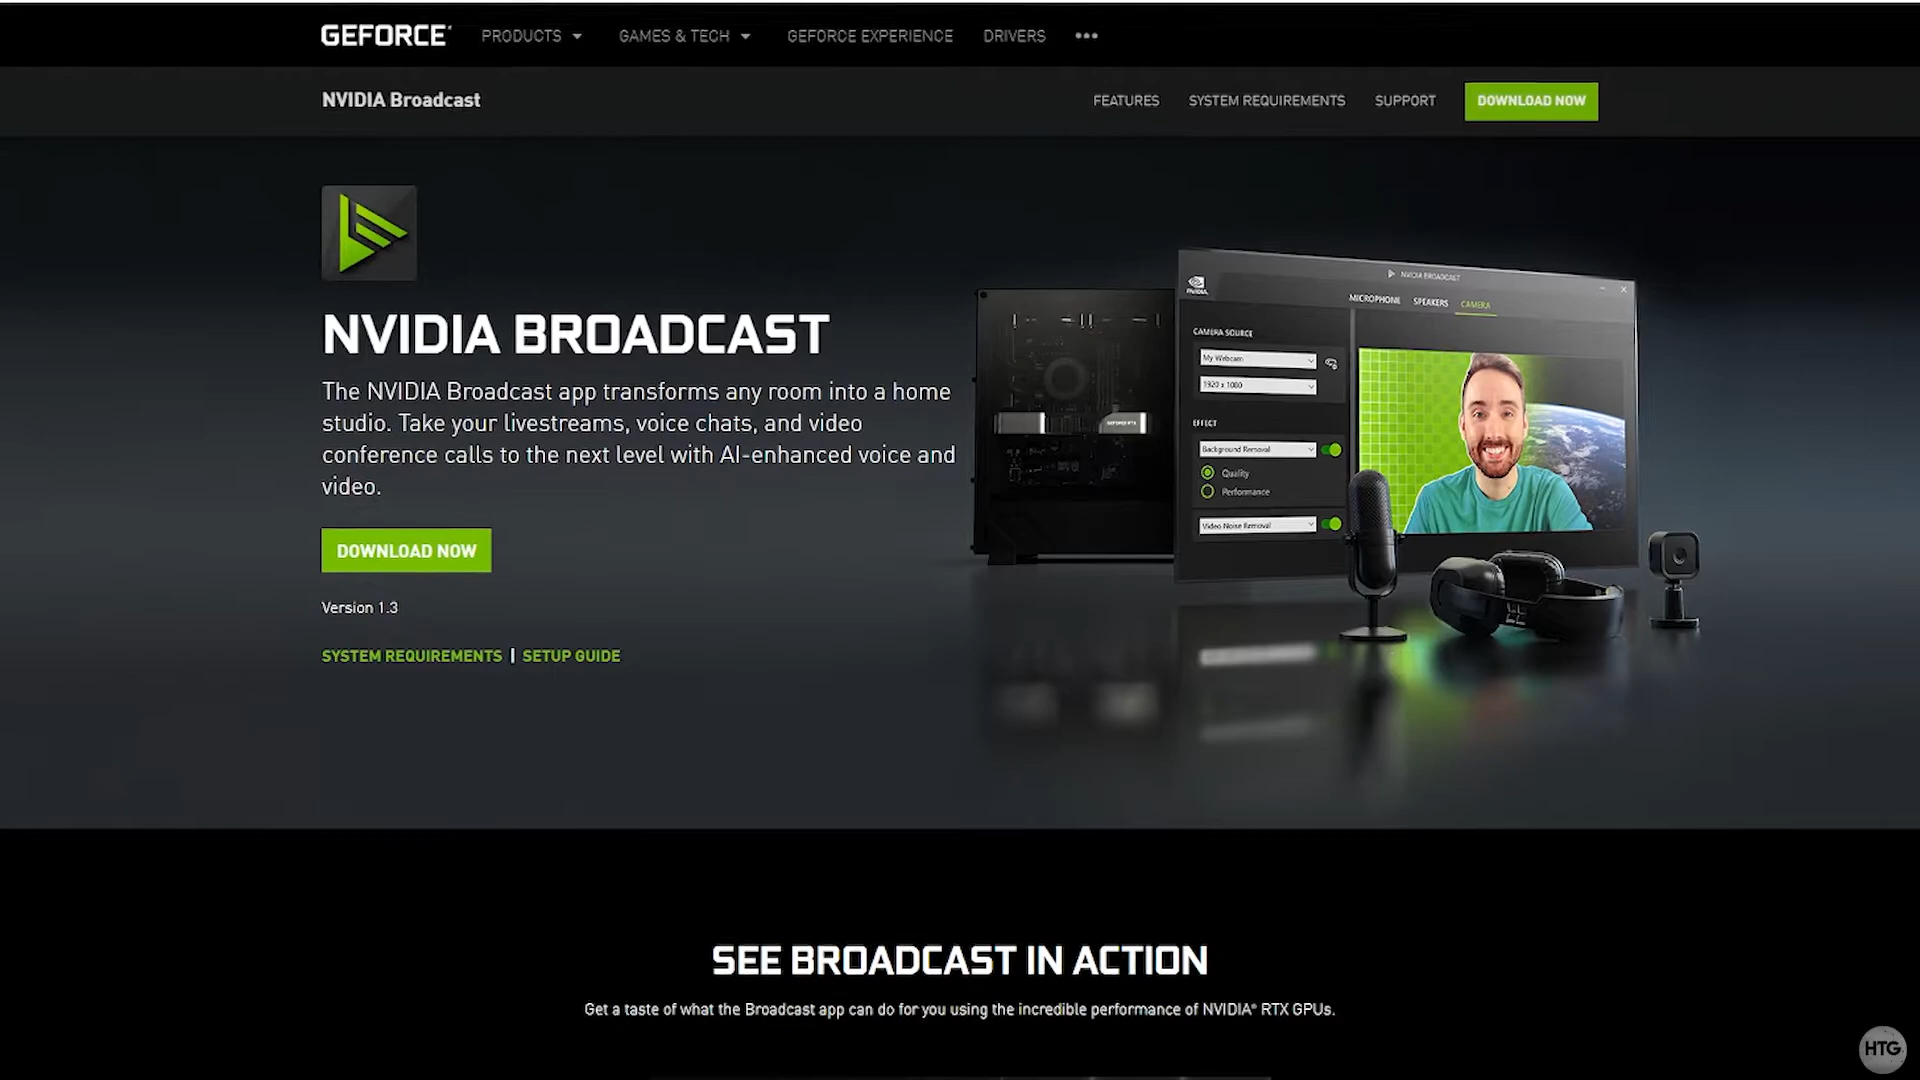 GEFORCE
PRODUCTS
GAMES & TECH
GEFORCE EXPERIENCE
DRIVERS
NVIDIA Broadcast
FEATURES
SYSTEM REQUIREMENTS
SUPPORT
DOWNLOAD NOW
NVIDIA BROADCAST
The NVIDIA Broadcast app transforms any room into a home
studio. Take your livestreams, voice chats, and video
conference calls to the next level with AI-enhanced voice and
video.
DOWNLOAD NOW
Version 1.3
SYSTEM REQUIREMENTS | SETUP GUIDE
NVIDIA BROADCAST
NVIDIA.
MICROPHONE
SPEAKERS
CAMERA
CAMERA SOURCE
My Webcam
1920 x 1080
EFFECT
Background Removal
Quality
Performance
Video Noise Removal
GEFORCE RTX
SEE BROADCAST IN ACTION
Get a taste of what the Broadcast app can do for you using the incredible performance of NVIDIA® RTX GPUs.
HTG